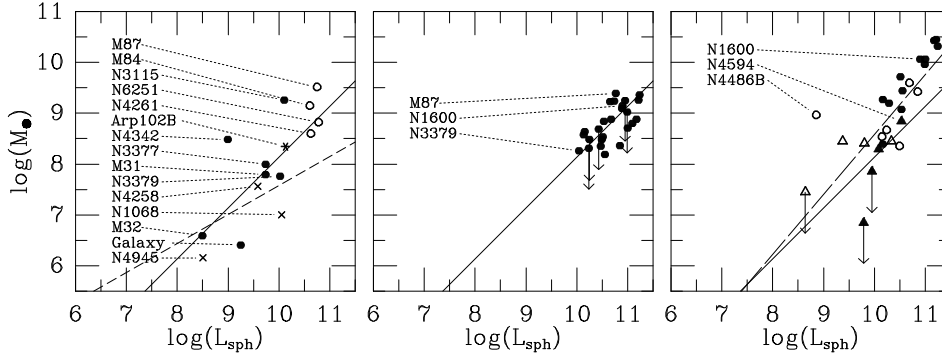 11
10
9
8
7
6
log(M●)
M87
M84
N3115
N6251
N4261
Arp102B
N4342
N3377
M31
N3379
N4258
N1068
M32
Galaxy
N4945
6 7 8 9 10 11
log(Lsph)
M87
N1600
N3379
6 7 8 9 10 11
log(Lsph)
N1600
N4594
N4486B
6 7 8 9 10 11
log(Lsph)